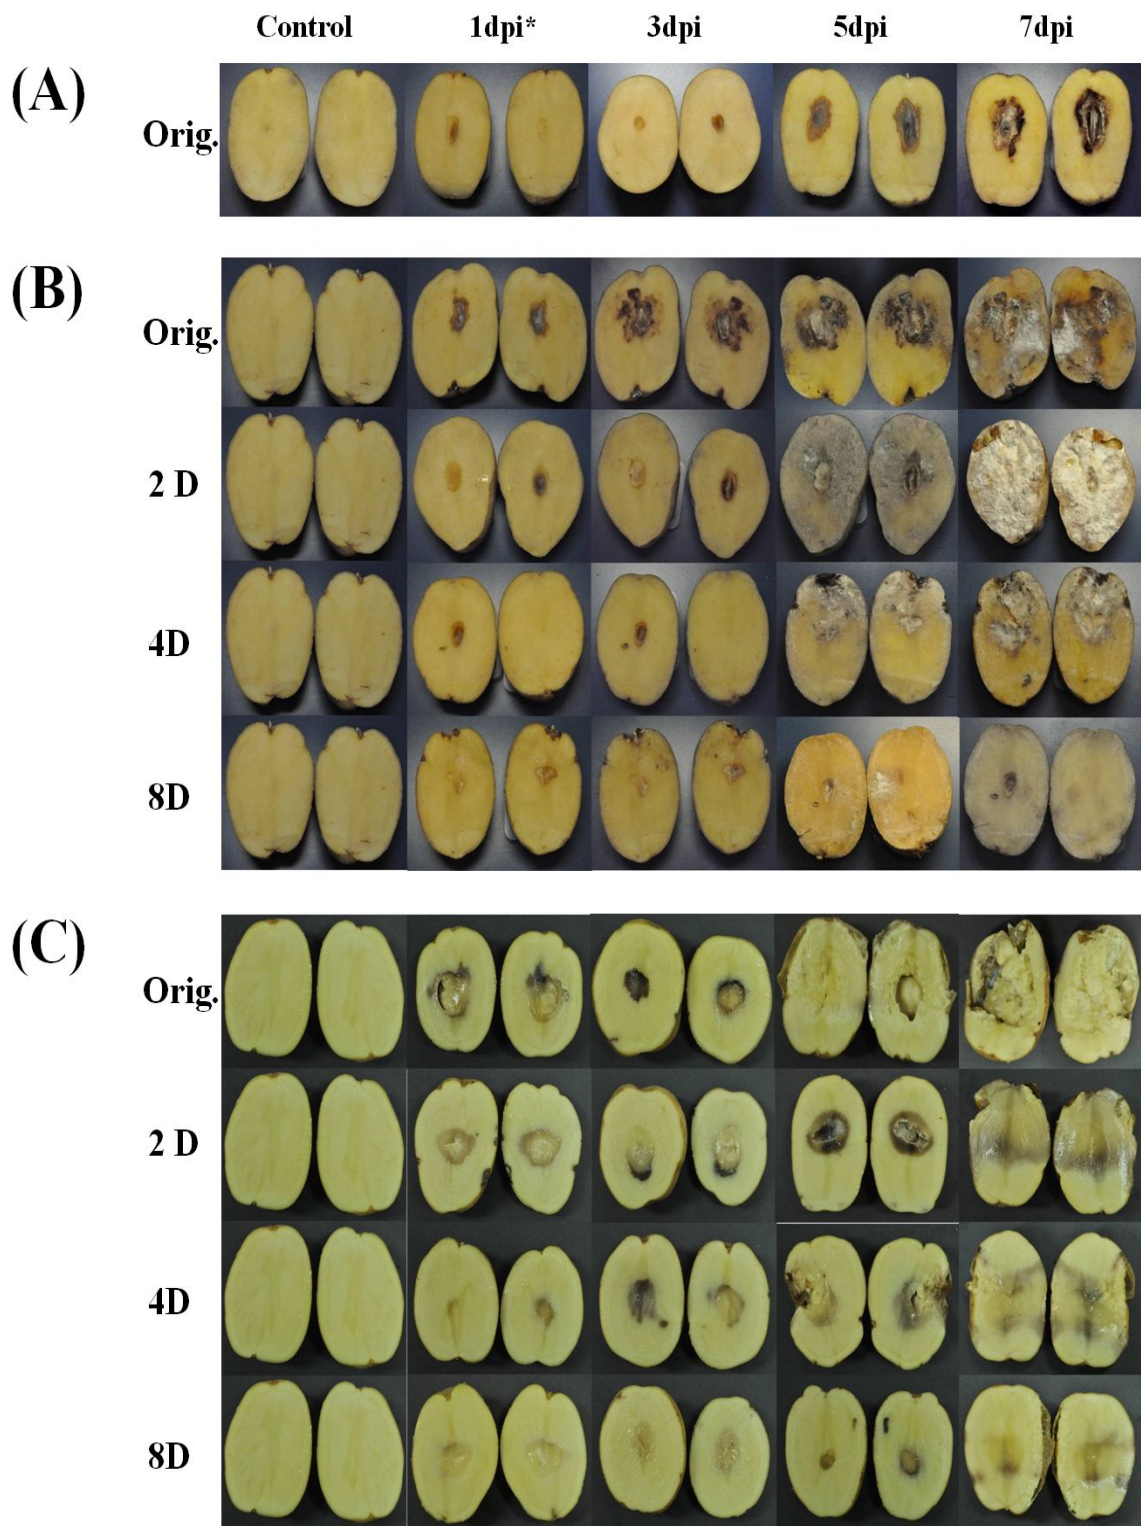 Control 1dpi* 3dpi 5dpi 7dpi
(A)
Orig.
(B)
Orig.
2 D
4D
8D
(C)
Orig.
2 D
4D
8D